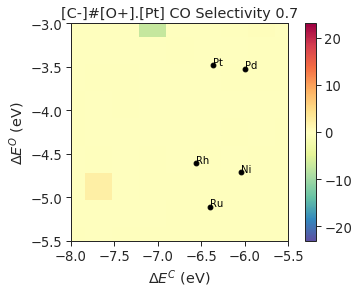 [C-]#[O+].[Pt] CO Selectivity 0.7
ΔE^O (eV)
−3.0
−3.5
−4.0
−4.5
−5.0
−5.5
Pt
Pd
Rh
Ni
Ru
−8.0 −7.5 −7.0 −6.5 −6.0 −5.5
ΔE^C (eV)
20
10
0
−10
−20